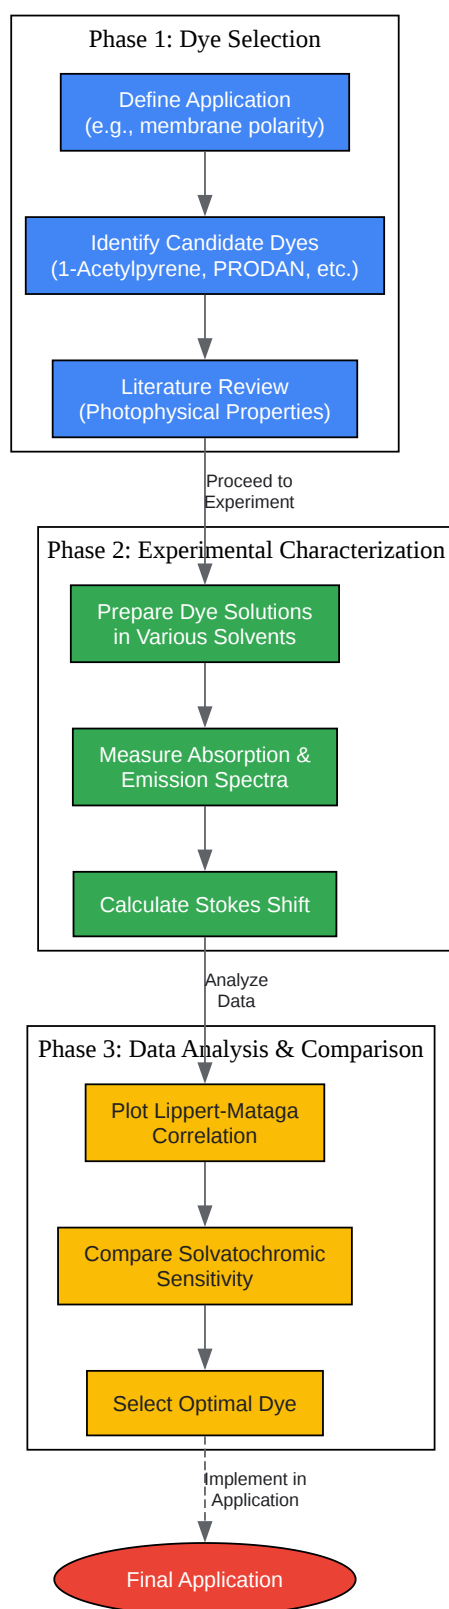 Phase 1: Dye Selection
Define Application
(e.g., membrane polarity)
Identify Candidate Dyes
(1-Acetylpyrene, PRODAN, etc.)
Literature Review
(Photophysical Properties)
Proceed to
Experiment
Phase 2: Experimental Characterization
Prepare Dye Solutions
in Various Solvents
Measure Absorption &
Emission Spectra
Calculate Stokes Shift
Analyze
Data
Phase 3: Data Analysis & Comparison
Plot Lippert-Mataga
Correlation
Compare Solvatochromic
Sensitivity
Select Optimal Dye
Implement in
Application
Final Application